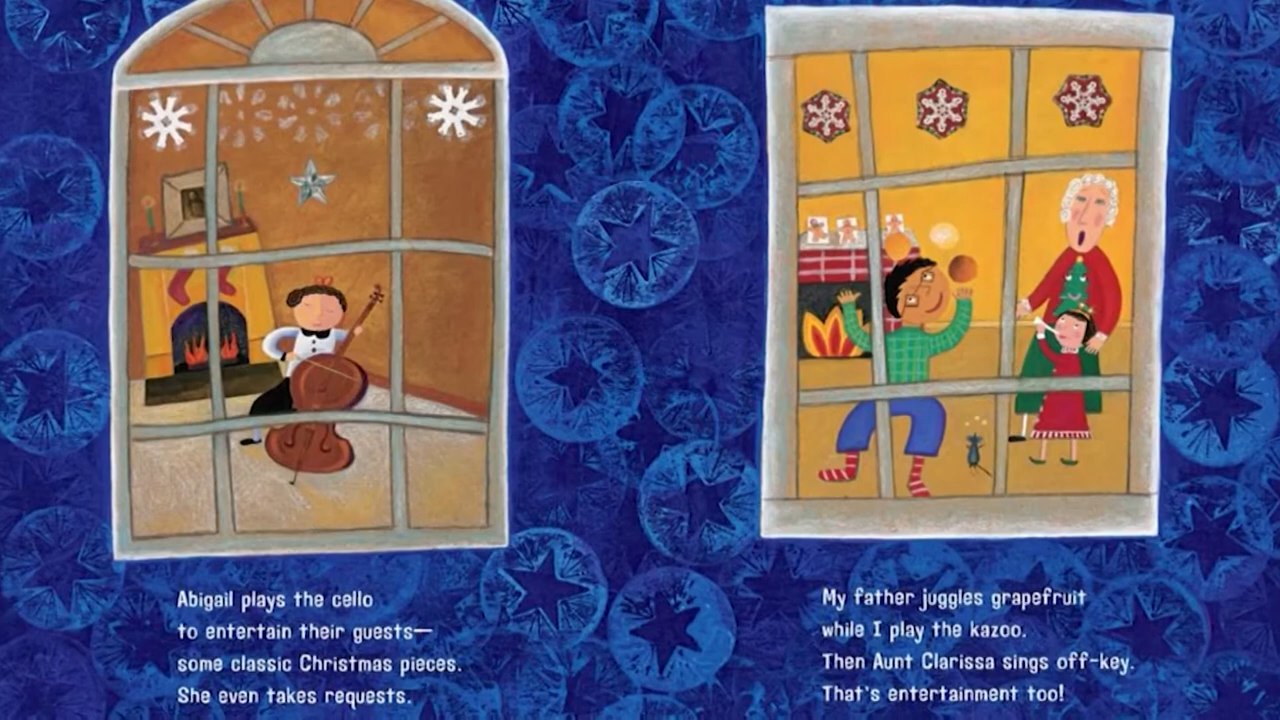 Abigail plays the cello
to entertain their guests—
some classic Christmas pieces.
She even takes requests.
My father juggles grapefruit
while I play the kazoo.
Then Aunt Clarissa sings off-key.
That's entertainment too!